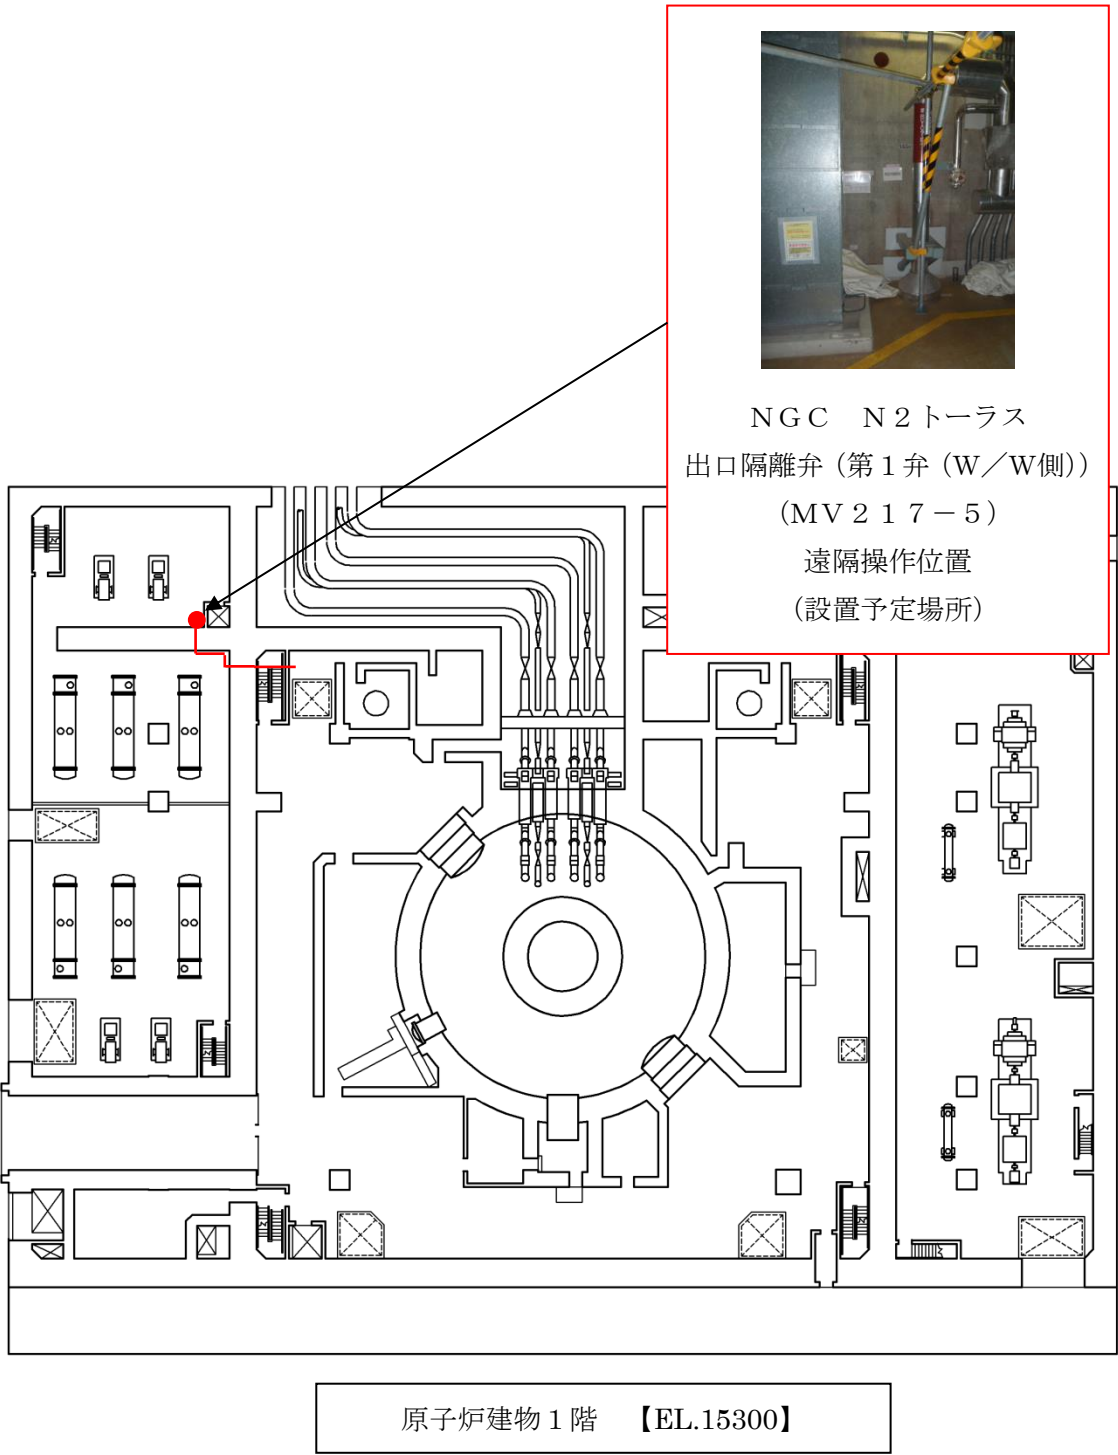 ＮＧＣ　Ｎ２トーラス
出口隔離弁（第１弁（Ｗ／Ｗ側））
（ＭＶ２１７－５）
遠隔操作位置
（設置予定場所）
原子炉建物１階　【EL.15300】